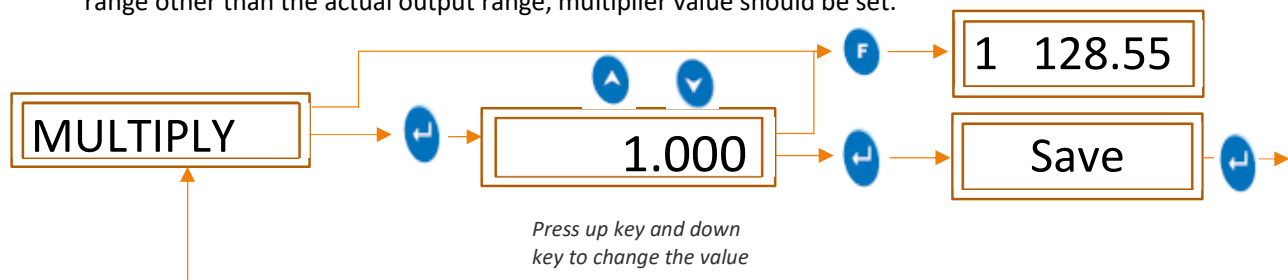 range other than the actual output range, multiplier value should be set.
F
1 128.55
MULTIPLY
1.000
Save
Press up key and down
key to change the value